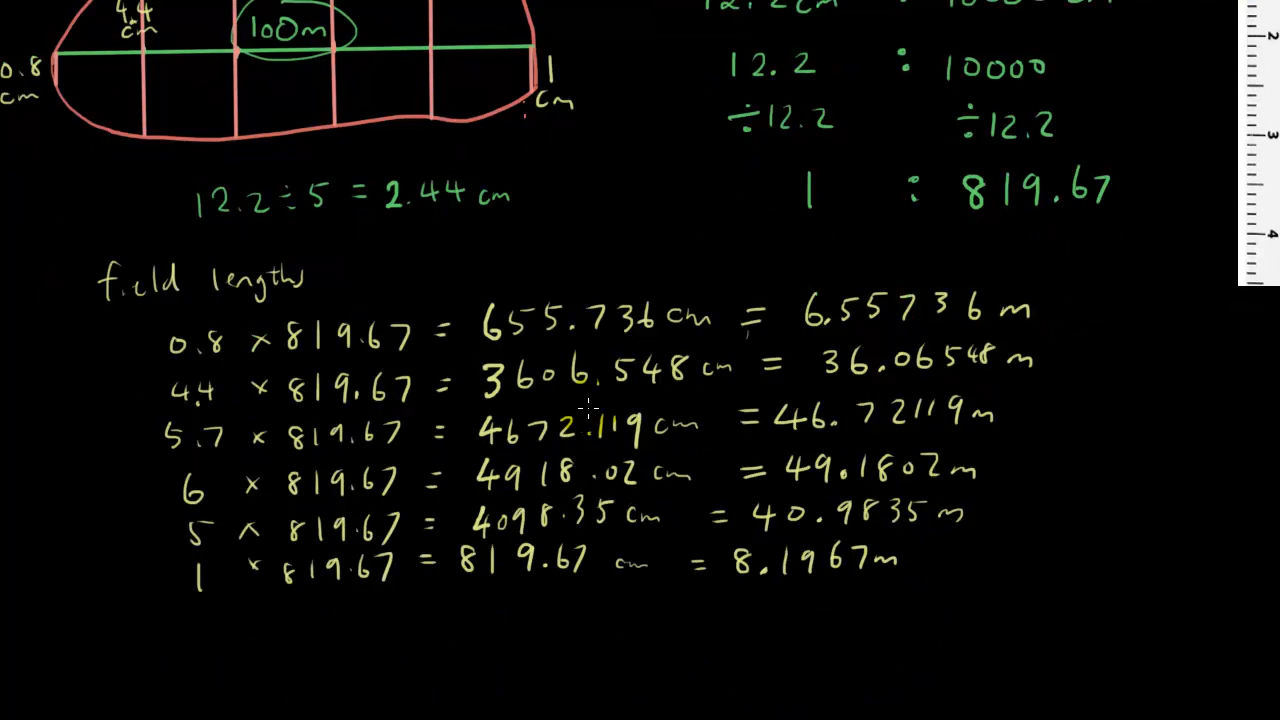 4.4
cm
100m
0.8
cm
1
cm
12.2 : 10000
÷12.2 ÷12.2
1 : 819.67
12.2 ÷ 5 = 2.44 cm
2
3
4
field lengths
0.8 × 819.67 = 655.736 cm = 6.55736 m
4.4 × 819.67 = 3606.548 cm = 36.06548 m
5.7 × 819.67 = 4672.119 cm = 46.72119 m
6 × 819.67 = 4918.02 cm = 49.1802 m
5 × 819.67 = 4098.35 cm = 40.9835 m
1 × 819.67 = 819.67 cm = 8.1967 m